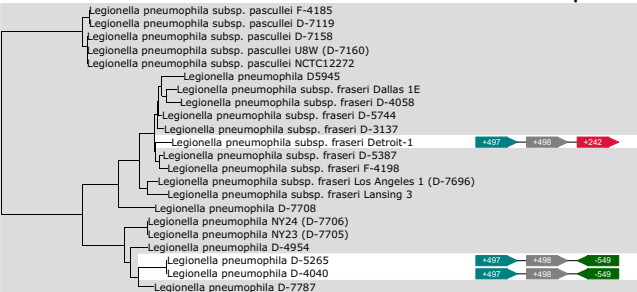 Legionella pneumophila subsp. pascullei F-4185
Legionella pneumophila subsp. pascullei D-7119
Legionella pneumophila subsp. pascullei D-7158
Legionella pneumophila subsp. pascullei U8W (D-7160)
Legionella pneumophila subsp. pascullei NCTC12272
Legionella pneumophila D5945
Legionella pneumophila subsp. fraseri Dallas 1E
Legionella pneumophila subsp. fraseri D-4058
Legionella pneumophila subsp. fraseri D-5744
Legionella pneumophila subsp. fraseri D-3137
Legionella pneumophila subsp. fraseri Detroit-1 +497 +498 +242
Legionella pneumophila subsp. fraseri D-5387
Legionella pneumophila subsp. fraseri F-4198
Legionella pneumophila subsp. fraseri Los Angeles 1 (D-7696)
Legionella pneumophila subsp. fraseri Lansing 3
Legionella pneumophila D-7708
Legionella pneumophila NY24 (D-7706)
Legionella pneumophila NY23 (D-7705)
Legionella pneumophila D-4954
Legionella pneumophila D-5265 +497 +498 -549
Legionella pneumophila D-4040 +497 +498 -549
Legionella pneumophila D-7787